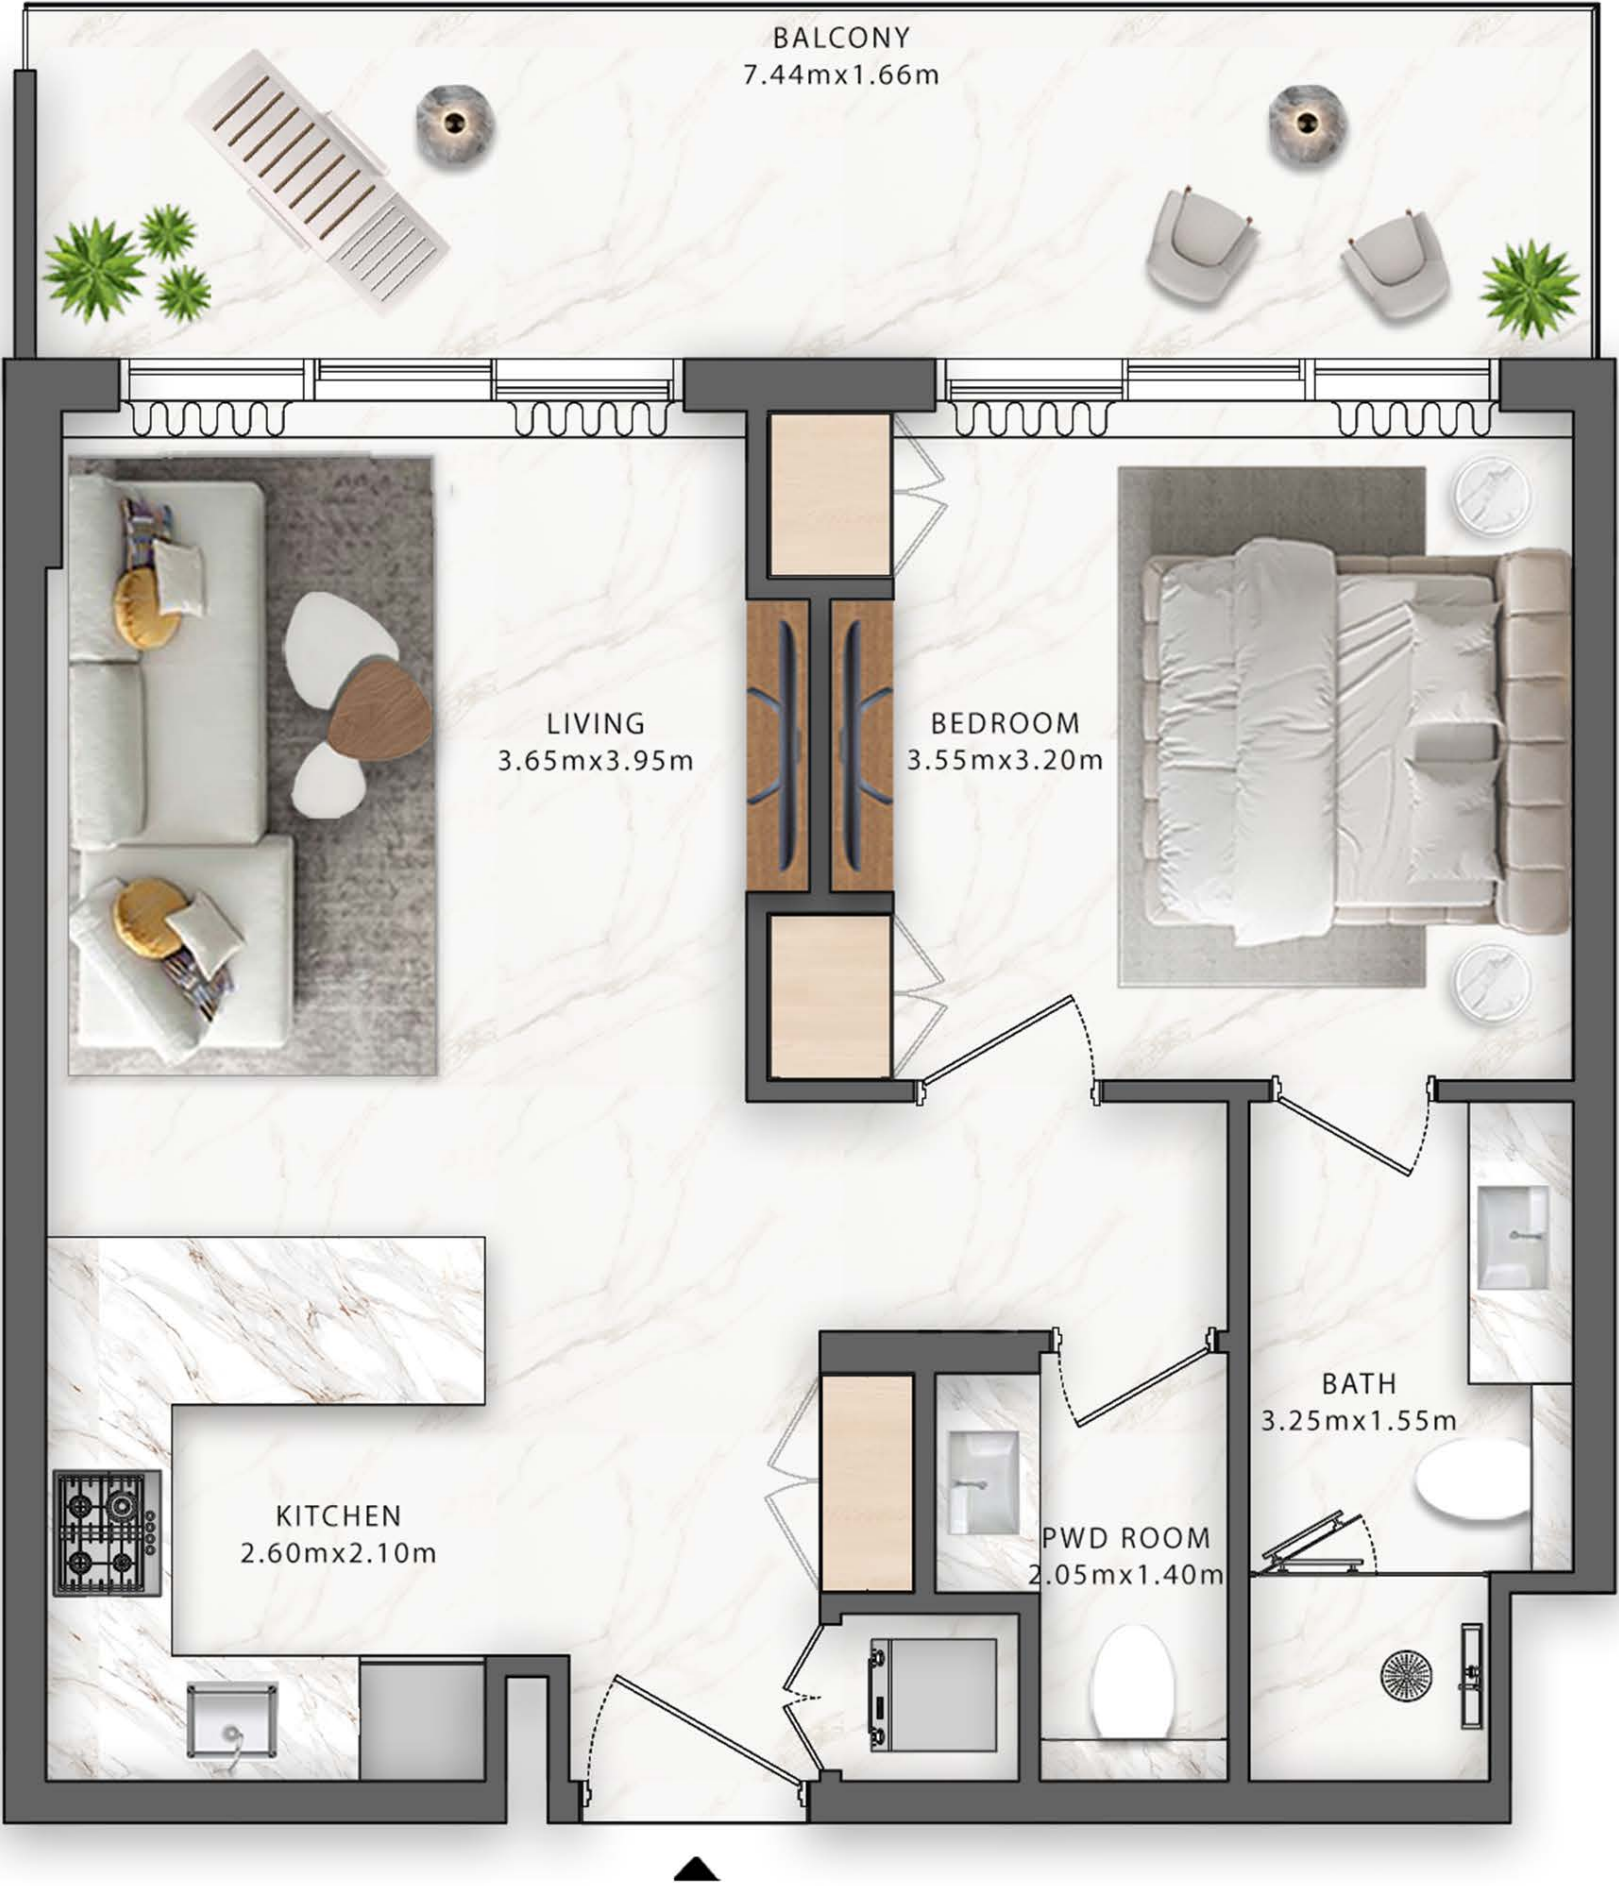 BALCONY
7.44mx1.66m
LIVING
3.65mx3.95m
BEDROOM
3.55mx3.20m
BATH
3.25mx1.55m
KITCHEN
2.60mx2.10m
PWD ROOM
2.05mx1.40m